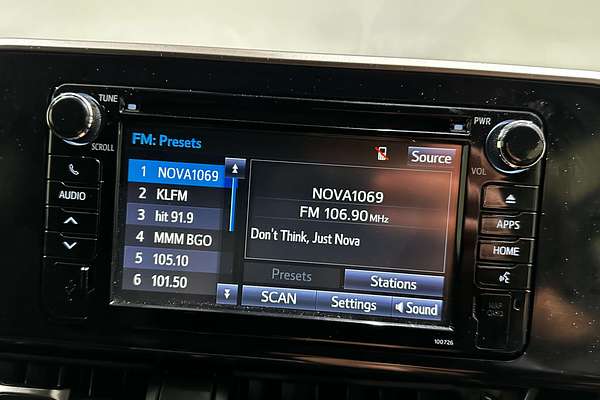 TUNE
PWR
SCROLL
VOL
AUDIO
APPS
HOME
MAP CARD
FM: Presets
Source
1 NOVA1069
2 KLFM
3 hit 91.9
4 MMM BGO
5 105.10
6 101.50
NOVA1069
FM 106.90 MHz
Don't Think, Just Nova
Presets
Stations
SCAN
Settings
Sound
100726